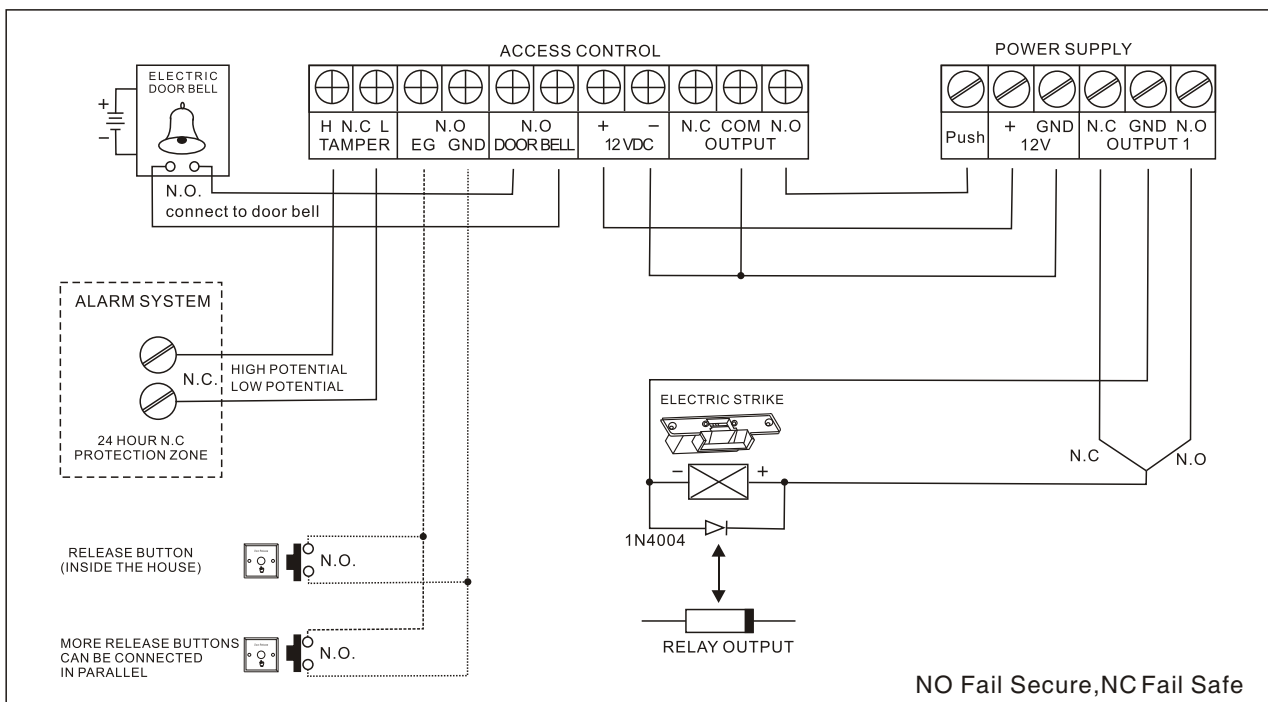 ACCESS CONTROL
POWER SUPPLY
ELECTRIC
DOOR BELL
+
−
N.O.
connect to door bell
H N.C L
TAMPER
N.O
EG GND
N.O
DOOR BELL
+ −
12 VDC
N.C COM N.O
OUTPUT
Push
+ GND
12V
N.C GND N.O
OUTPUT 1
ALARM SYSTEM
N.C.
HIGH POTENTIAL
LOW POTENTIAL
24 HOUR N.C
PROTECTION ZONE
ELECTRIC STRIKE
− +
1N4004
RELAY OUTPUT
N.C
N.O
RELEASE BUTTON
(INSIDE THE HOUSE)
N.O.
MORE RELEASE BUTTONS
CAN BE CONNECTED
IN PARALLEL
N.O.
NO Fail Secure,NC Fail Safe